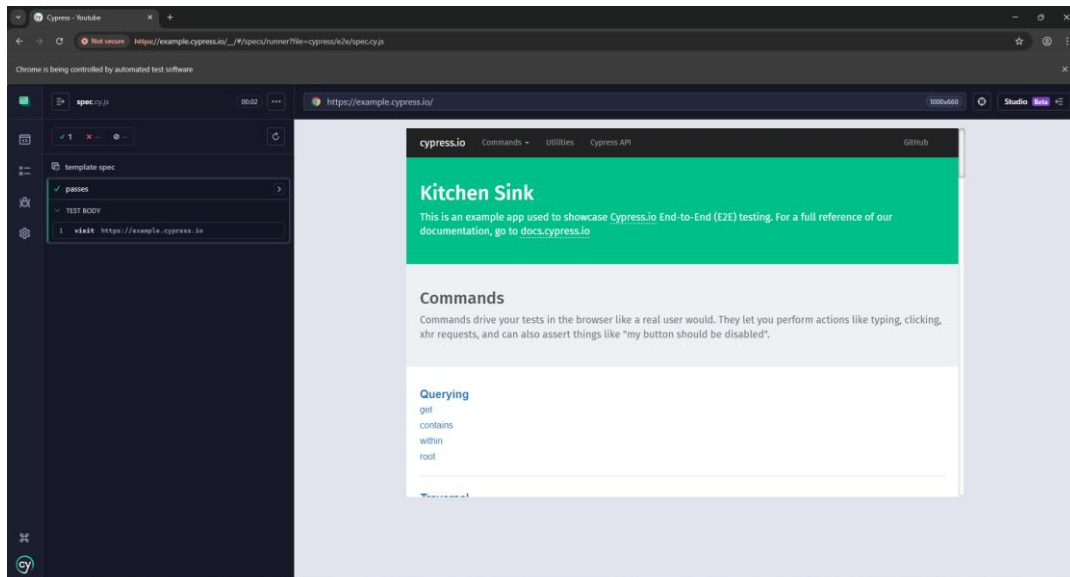 Cypress - Youtube
Not secure https://example.cypress.io/__/#/specs/runner?file=cypress/e2e/spec.cy.js
Chrome is being controlled by automated test software
spec.cy.js 00:02
https://example.cypress.io/ 1000x660 Studio Beta
1 -- --
template spec
passes
TEST BODY
1 visit https://example.cypress.io
cypress.io Commands Utilities Cypress API GitHub
Kitchen Sink
This is an example app used to showcase Cypress.io End-to-End (E2E) testing. For a full reference of our
documentation, go to docs.cypress.io
Commands
Commands drive your tests in the browser like a real user would. They let you perform actions like typing, clicking,
xhr requests, and can also assert things like "my button should be disabled".
Querying
get
contains
within
root
cy